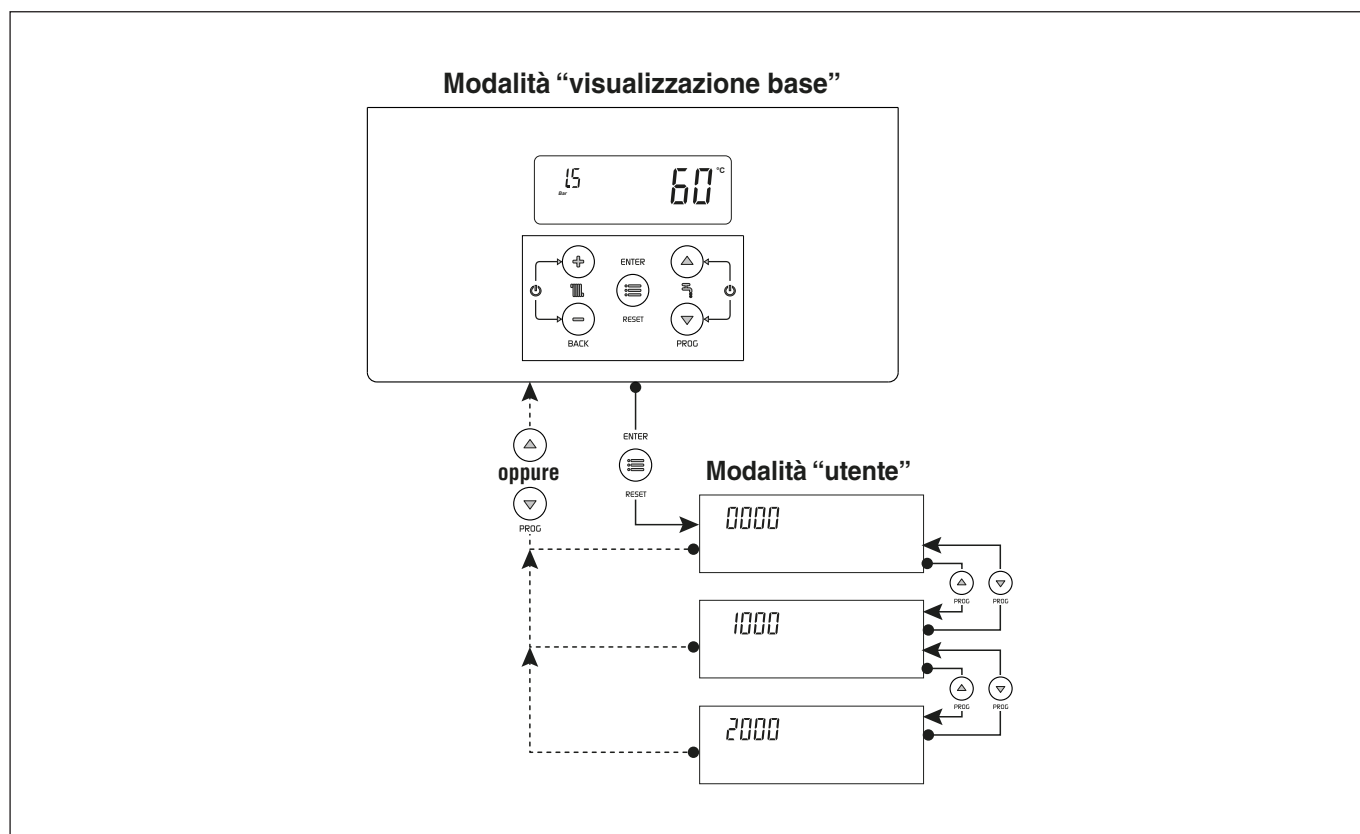 Modalità “visualizzazione base”
1.5 60 °C
Bar
ENTER
RESET
BACK PROG
ENTER
oppure
RESET
PROG
Modalità “utente”
0000
PROG PROG
1000
PROG PROG
2000